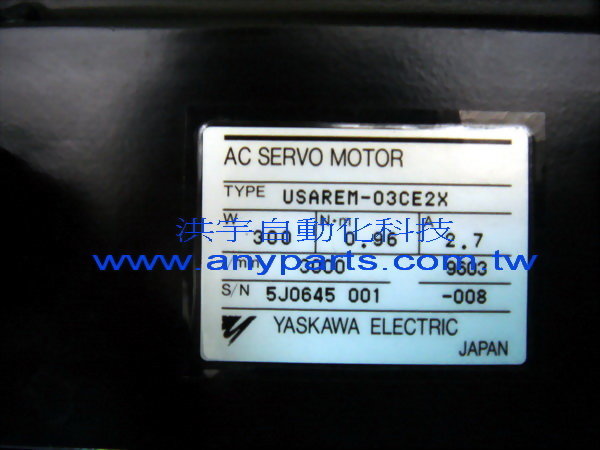 AC SERVO MOTOR
TYPE USAREM-03CE2X
W N·m A
洪宇自動化科技
300 0.96 2.7
www.anyparts.com.tw
min 3000 9603
S/N 5J0645 001 -008
YASKAWA ELECTRIC
JAPAN